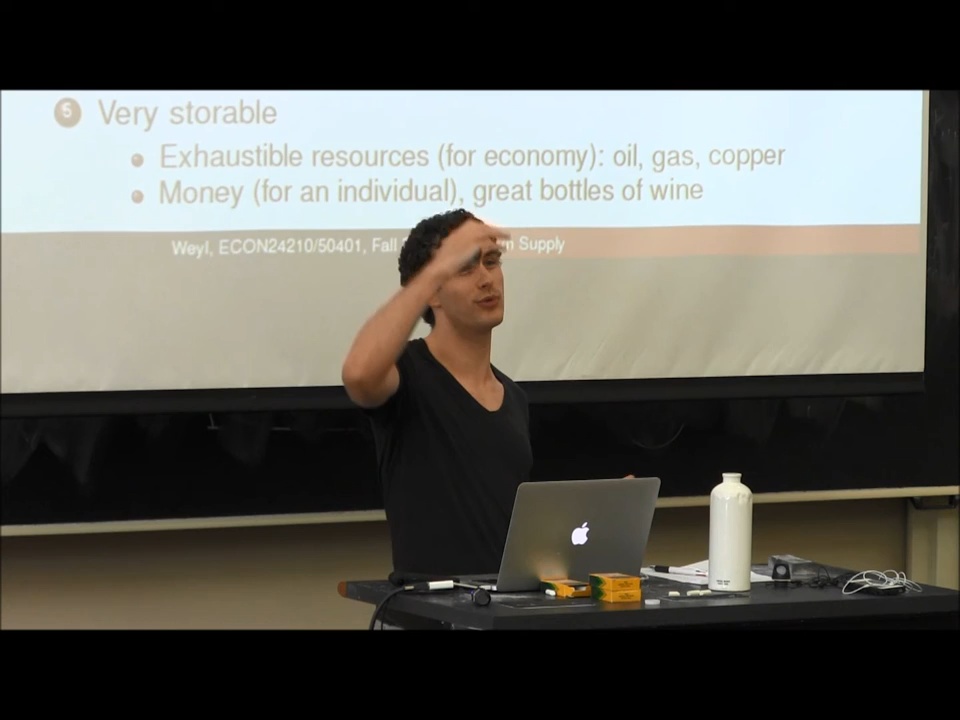 5 Very storable
Exhaustible resources (for economy): oil, gas, copper
Money (for an individual), great bottles of wine
Weyl, ECON24210/50401, Fall Supply